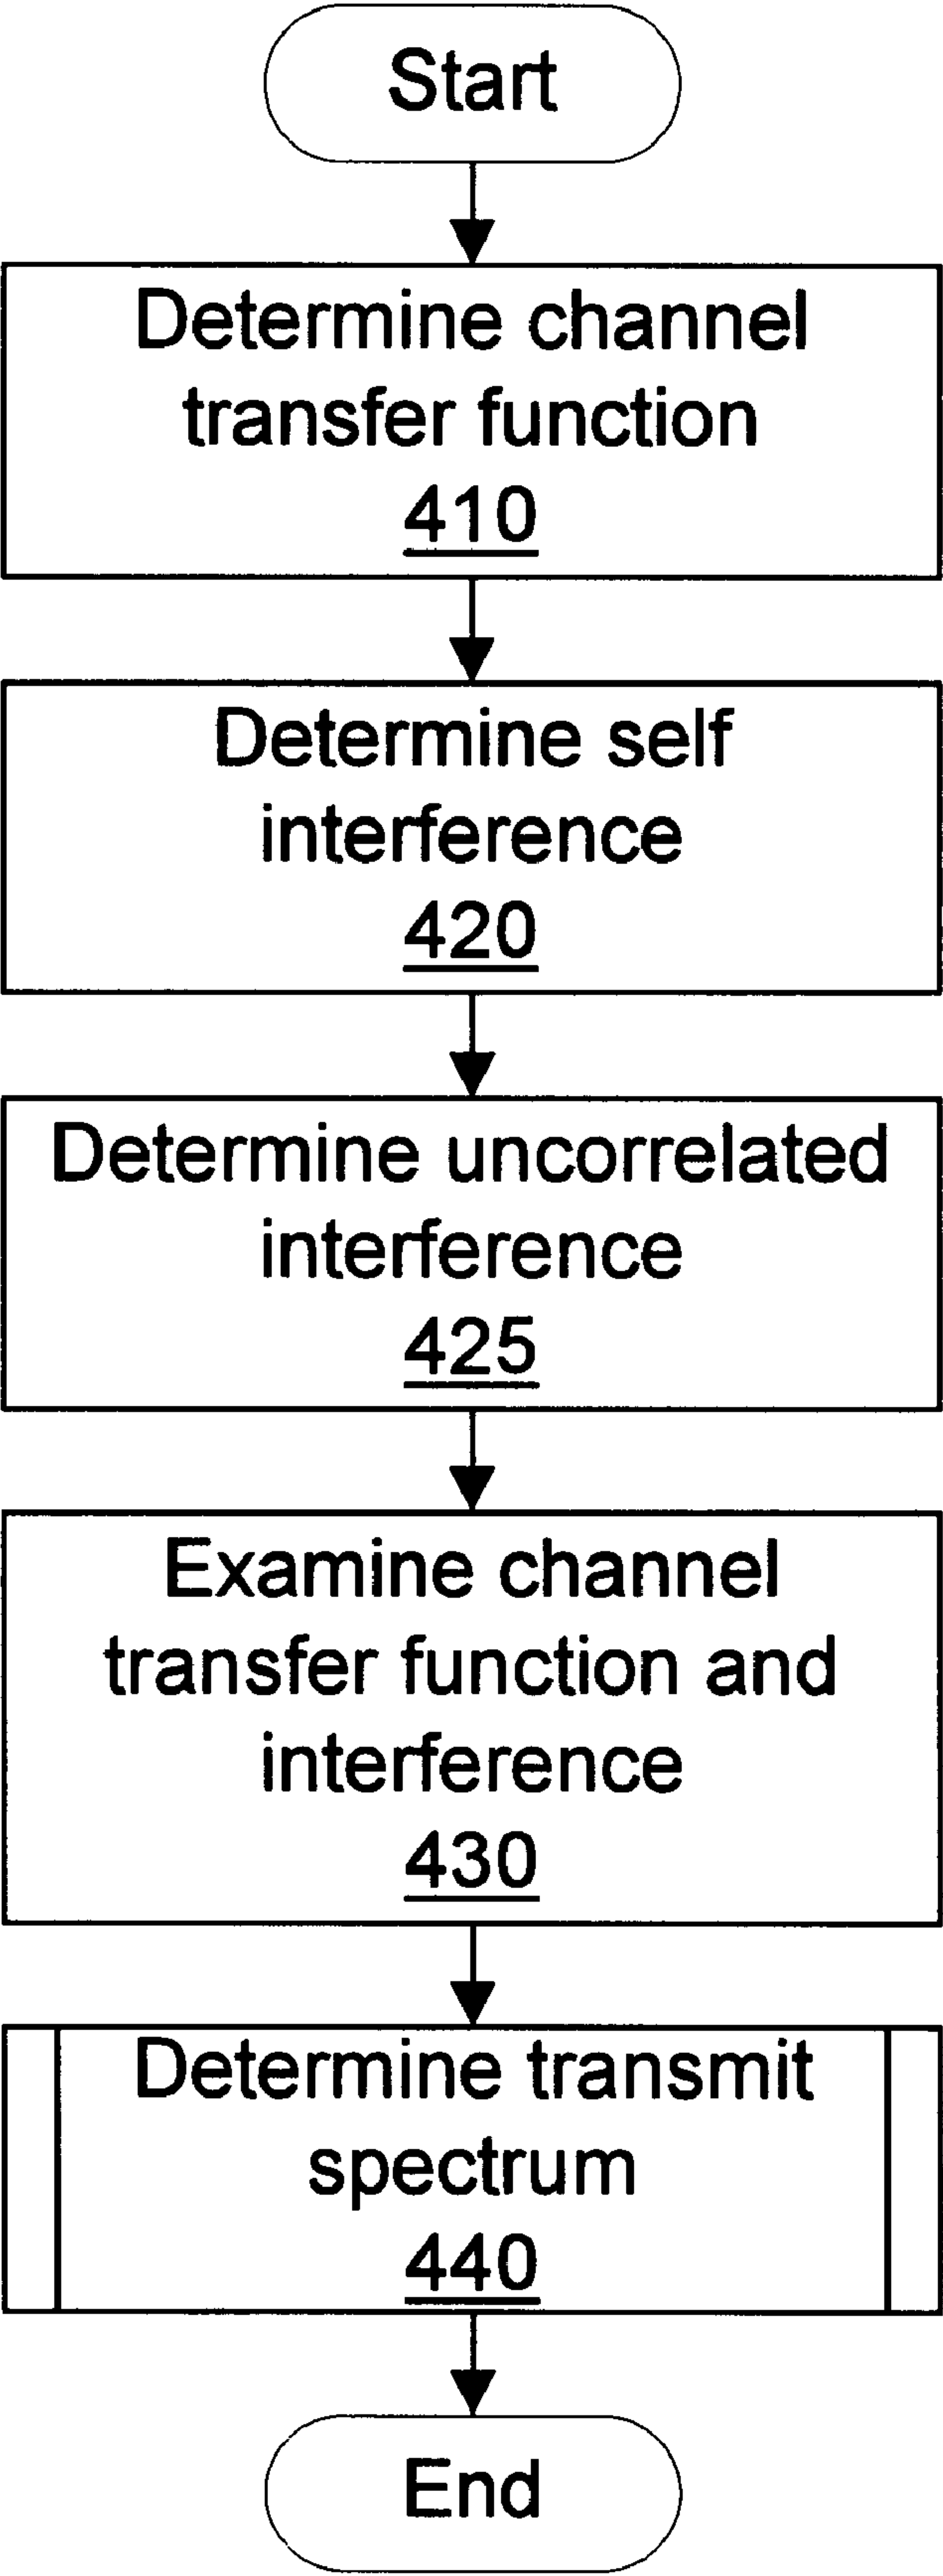 Start
Determine channel
transfer function
410
Determine self
interference
420
Determine uncorrelated
interference
425
Examine channel
transfer function and
interference
430
Determine transmit
spectrum
440
End